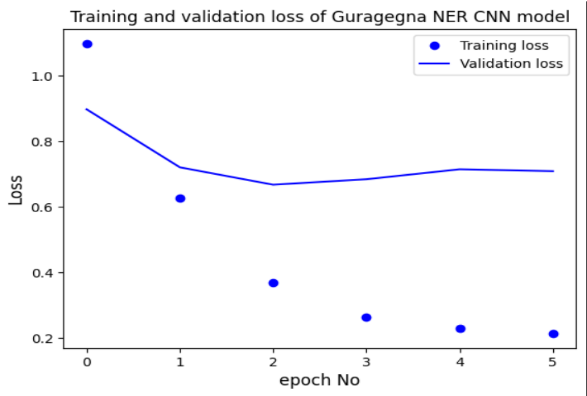 Training and validation loss of Guragegna NER CNN model
Training loss
Validation loss
1.0
0.8
0.6
0.4
0.2
Loss
0 1 2 3 4 5
epoch No